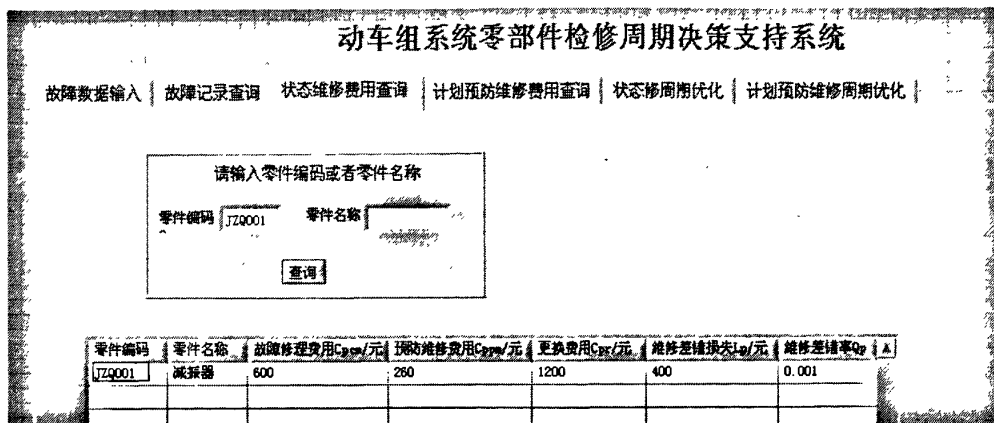 动车组系统零部件检修周期决策支持系统
故障数据输入 故障记录查询 状态维修费用查询 计划预防维修费用查询 状态修周期优化 计划预防维修周期优化
请输入零件编码或者零件名称
零件编码 JZQ001 零件名称
查询
零件编码 零件名称 故障修理费用Cpcm/元 预防维修费用Cppm/元 更换费用Cpr/元 维修差错损失Lp/元 维修差错率Qp
JZQ001 减振器 600 260 1200 400 0.001